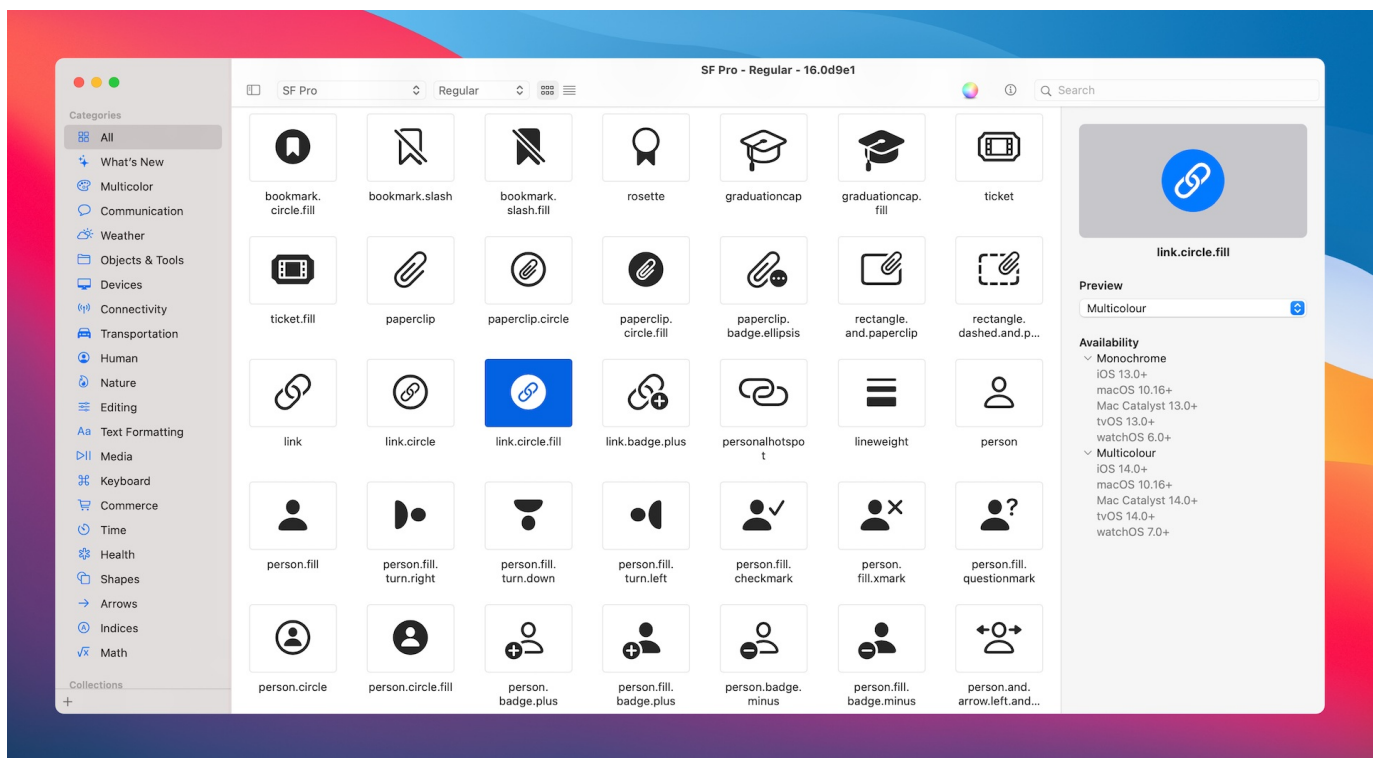 SF Pro - Regular - 16.0d9e1
SF Pro
Regular
Search
Categories
All
What's New
Multicolor
Communication
Weather
Objects & Tools
Devices
Connectivity
Transportation
Human
Nature
Editing
Aa Text Formatting
Media
Keyboard
Commerce
Time
Health
Shapes
Arrows
A Indices
√x Math
Collections
+
bookmark.
circle.fill
bookmark.slash
bookmark.
slash.fill
rosette
graduationcap
graduationcap.
fill
ticket
ticket.fill
paperclip
paperclip.circle
paperclip.
circle.fill
paperclip.
badge.ellipsis
rectangle.
and.paperclip
rectangle.
dashed.and.p...
link
link.circle
link.circle.fill
link.badge.plus
personalhotspo
t
lineweight
person
person.fill
person.fill.
turn.right
person.fill.
turn.down
person.fill.
turn.left
person.fill.
checkmark
person.
fill.xmark
person.fill.
questionmark
person.circle
person.circle.fill
person.
badge.plus
person.fill.
badge.plus
person.badge.
minus
person.fill.
badge.minus
person.and.
arrow.left.and...
link.circle.fill
Preview
Multicolour
Availability
Monochrome
iOS 13.0+
macOS 10.16+
Mac Catalyst 13.0+
tvOS 13.0+
watchOS 6.0+
Multicolour
iOS 14.0+
macOS 10.16+
Mac Catalyst 14.0+
tvOS 14.0+
watchOS 7.0+